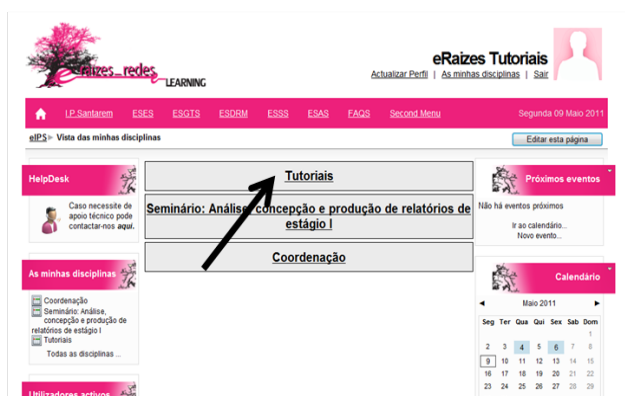 eRaizes_redes
LEARNING
eRaizes Tutoriais
Actualizar Perfil | As minhas disciplinas | Sair
I.P.Santarem ESES ESGTS ESDRM ESSS ESAS FAQS Second Menu Segunda 09 Maio 2011
eIPS ► Vista das minhas disciplinas
Editar esta página
HelpDesk
Caso necessite de
apoio técnico pode
contactar-nos aqui.
As minhas disciplinas
Coordenação
Seminário: Análise,
concepção e produção de
relatórios de estágio I
Tutoriais
Todas as disciplinas ...
Utilizadores activos
Tutoriais
Seminário: Análise, concepção e produção de relatórios de
estágio I
Coordenação
Próximos eventos
Não há eventos próximos
Ir ao calendário...
Novo evento...
Calendário
◄ Maio 2011 ►
Seg Ter Qua Qui Sex Sab Dom
1
2 3 4 5 6 7 8
9 10 11 12 13 14 15
16 17 18 19 20 21 22
23 24 25 26 27 28 29